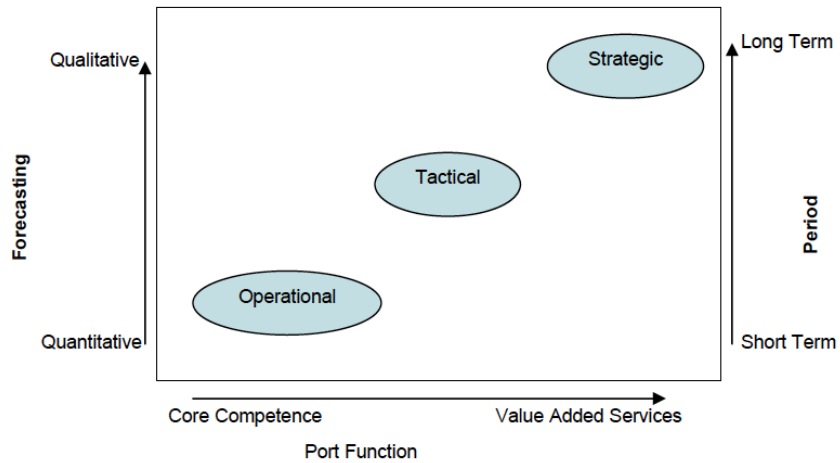 Qualitative
Strategic
Long Term
Forecasting
Tactical
Period
Operational
Quantitative
Short Term
Core Competence
Value Added Services
Port Function